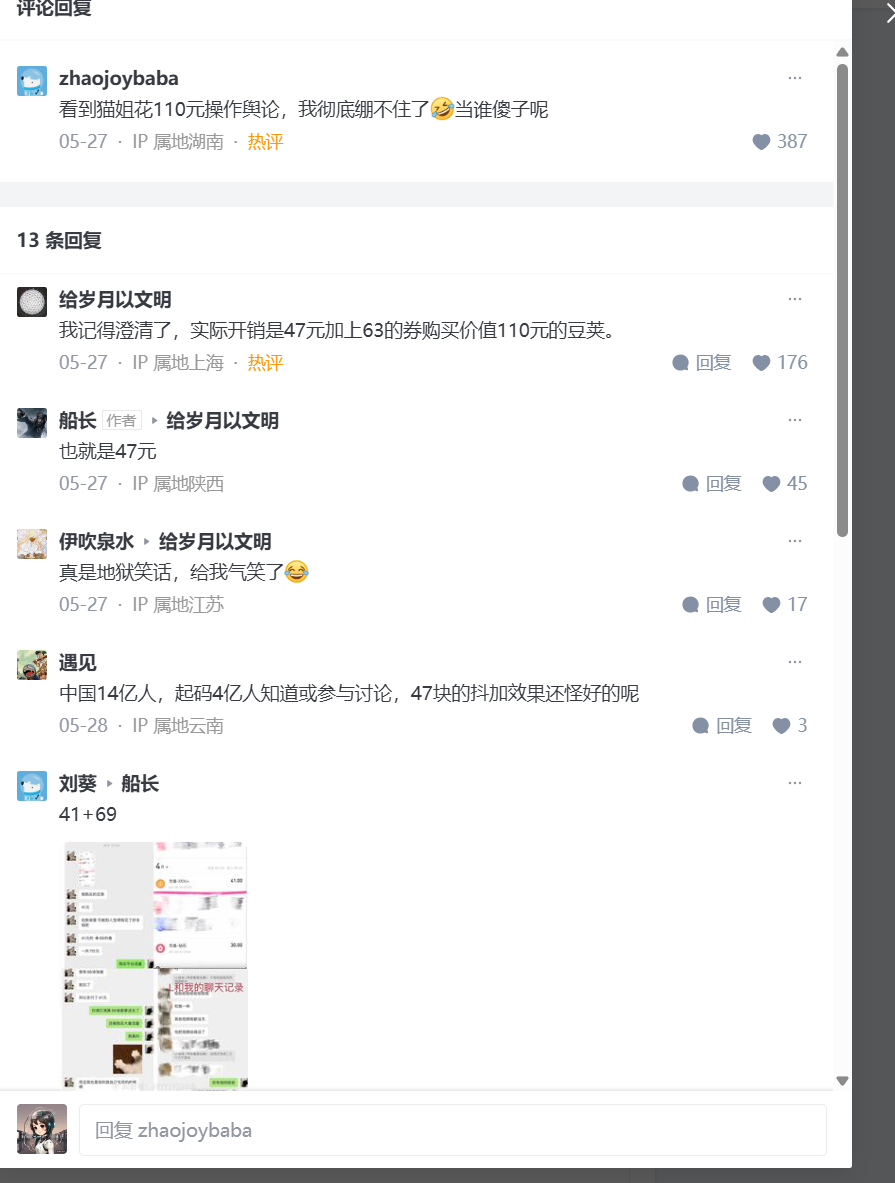 评论回复
zhaojoybaba
看到猫姐花110元操作舆论，我彻底绷不住了🤣当谁傻子呢
05-27 · IP 属地湖南 · 热评
387
13 条回复
给岁月以文明
我记得澄清了，实际开销是47元加上63的券购买价值110元的豆荚。
05-27 · IP 属地上海 · 热评
回复 176
船长 作者 ▸ 给岁月以文明
也就是47元
05-27 · IP 属地陕西
回复 45
伊吹泉水 ▸ 给岁月以文明
真是地狱笑话，给我气笑了😂
05-27 · IP 属地江苏
回复 17
遇见
中国14亿人，起码4亿人知道或参与讨论，47块的抖加效果还怪好的呢
05-28 · IP 属地云南
回复 3
刘葵 ▸ 船长
41+69
和我的聊天记录
回复 zhaojoybaba